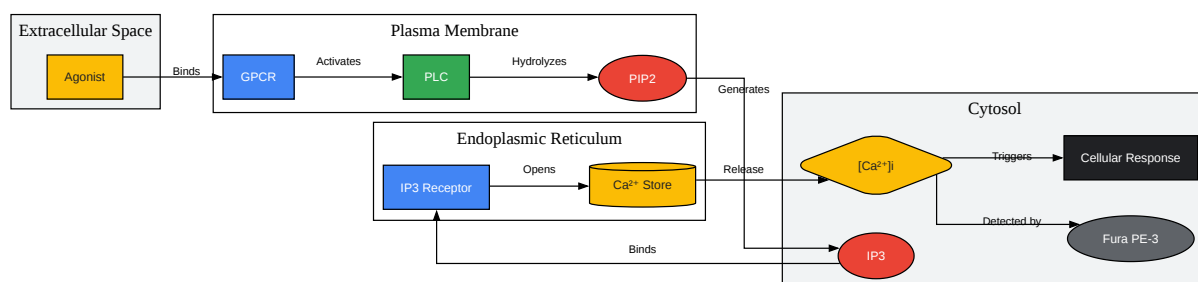 Extracellular Space
Agonist
Binds
Plasma Membrane
GPCR
Activates
PLC
Hydrolyzes
PIP2
Generates
Endoplasmic Reticulum
IP3 Receptor
Opens
Ca²⁺ Store
Release
Cytosol
[Ca²⁺]i
Triggers
Cellular Response
Detected by
Fura PE-3
IP3
Binds